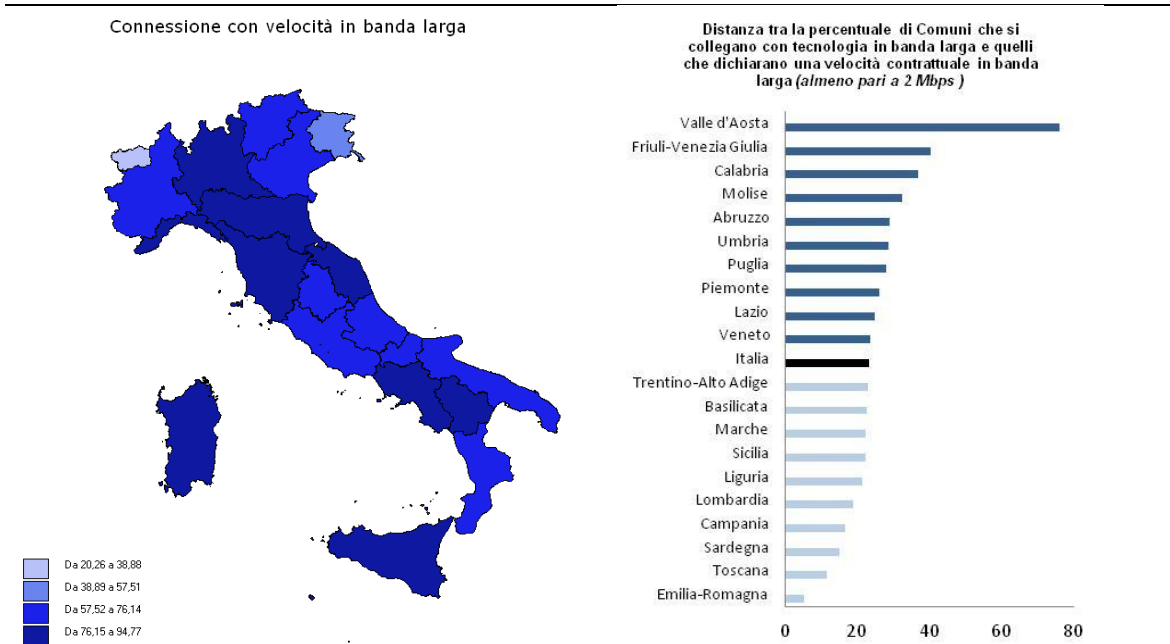 Connessione con velocità in banda larga
Da 20,26 a 38,88
Da 38,89 a 57,51
Da 57,52 a 76,14
Da 76,15 a 94,77
Distanza tra la percentuale di Comuni che si
collegano con tecnologia in banda larga e quelli
che dichiarano una velocità contrattuale in banda
larga (almeno pari a 2 Mbps )
Valle d'Aosta
Friuli-Venezia Giulia
Calabria
Molise
Abruzzo
Umbria
Puglia
Piemonte
Lazio
Veneto
Italia
Trentino-Alto Adige
Basilicata
Marche
Sicilia
Liguria
Lombardia
Campania
Sardegna
Toscana
Emilia-Romagna
0 20 40 60 80